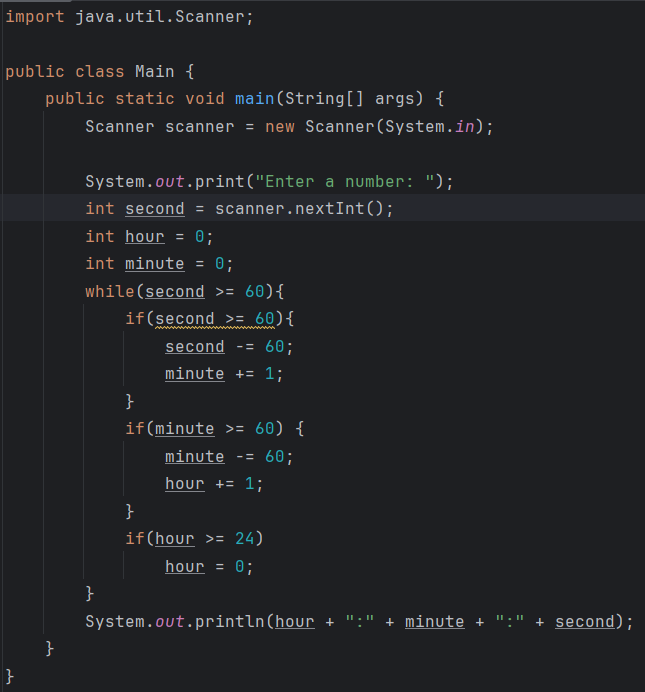 import java.util.Scanner;

public class Main {
    public static void main(String[] args) {
        Scanner scanner = new Scanner(System.in);

        System.out.print("Enter a number: ");
        int second = scanner.nextInt();
        int hour = 0;
        int minute = 0;
        while(second >= 60){
            if(second >= 60){
                second -= 60;
                minute += 1;
            }
            if(minute >= 60) {
                minute -= 60;
                hour += 1;
            }
            if(hour >= 24)
                hour = 0;
        }
        System.out.println(hour + ":" + minute + ":" + second);
    }
}